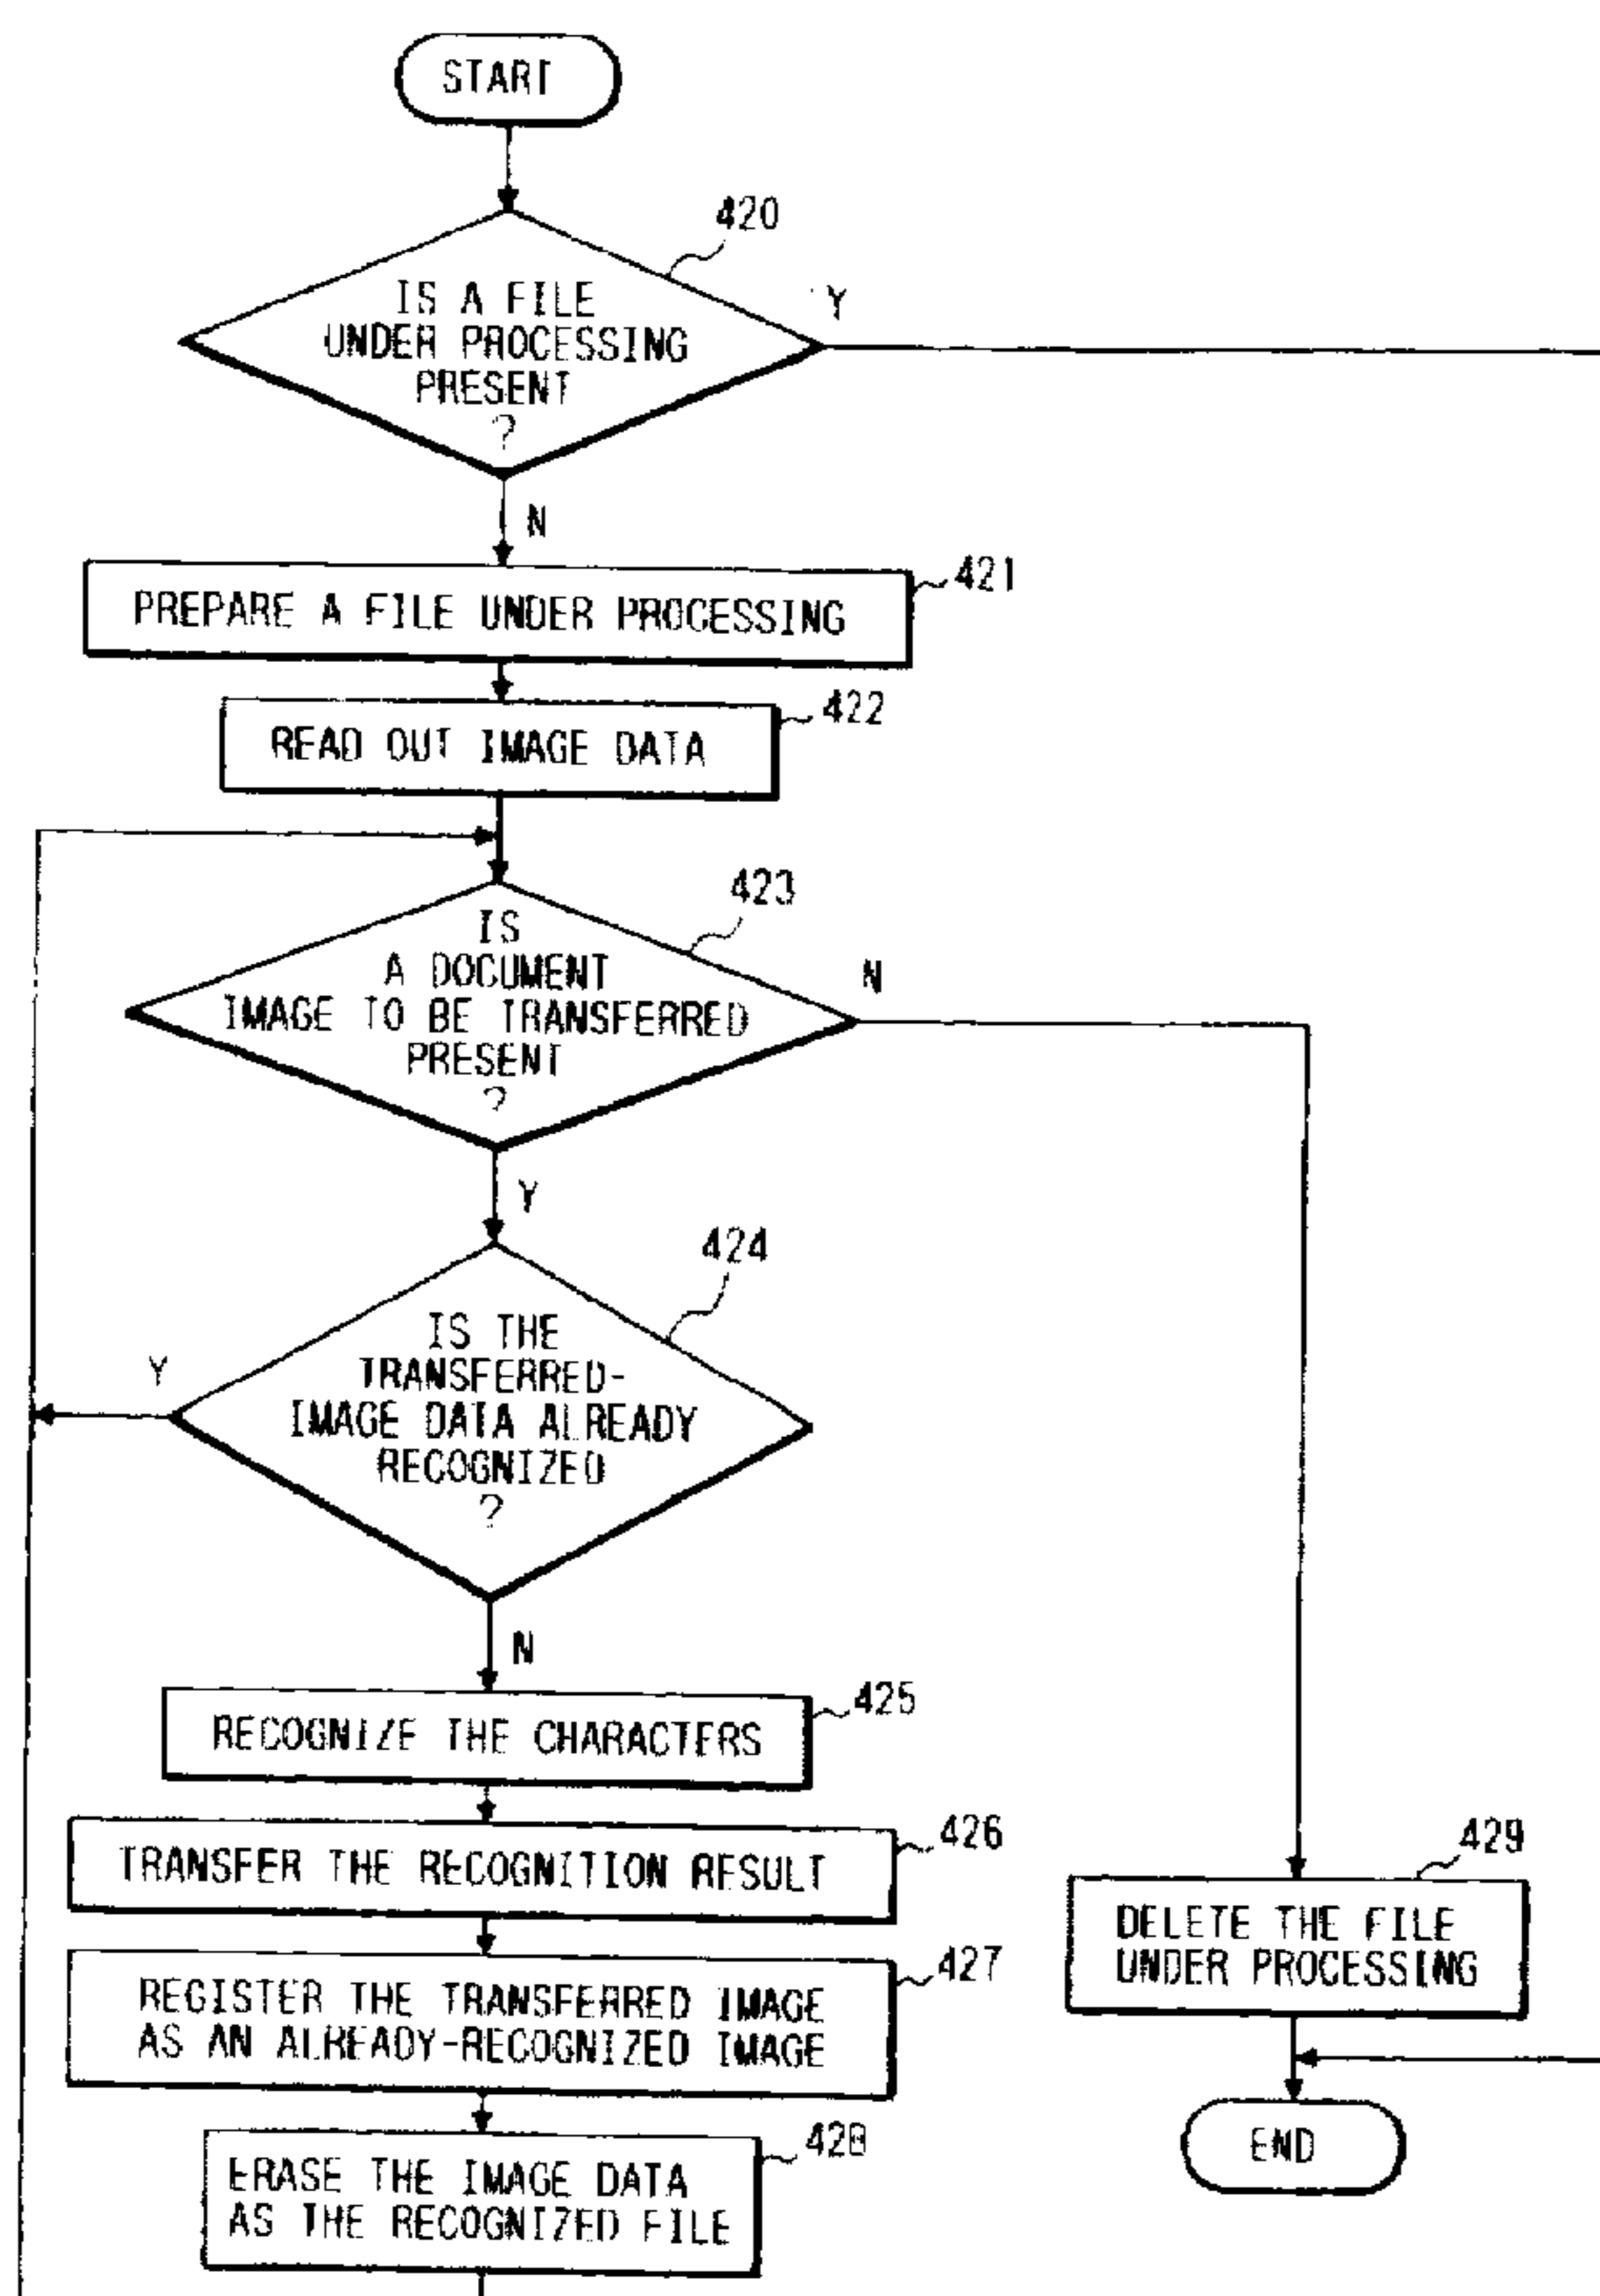 START
420
IS A FILE
UNDER PROCESSING
PRESENT
?
Y
N
421
PREPARE A FILE UNDER PROCESSING
422
READ OUT IMAGE DATA
423
IS
A DOCUMENT
IMAGE TO BE TRANSFERRED
PRESENT
?
N
Y
424
IS THE
TRANSFERRED-
IMAGE DATA ALREADY
RECOGNIZED
?
Y
N
425
RECOGNIZE THE CHARACTERS
426
TRANSFER THE RECOGNITION RESULT
427
REGISTER THE TRANSFERRED IMAGE
AS AN ALREADY-RECOGNIZED IMAGE
428
ERASE THE IMAGE DATA
AS THE RECOGNIZED FILE
429
DELETE THE FILE
UNDER PROCESSING
END